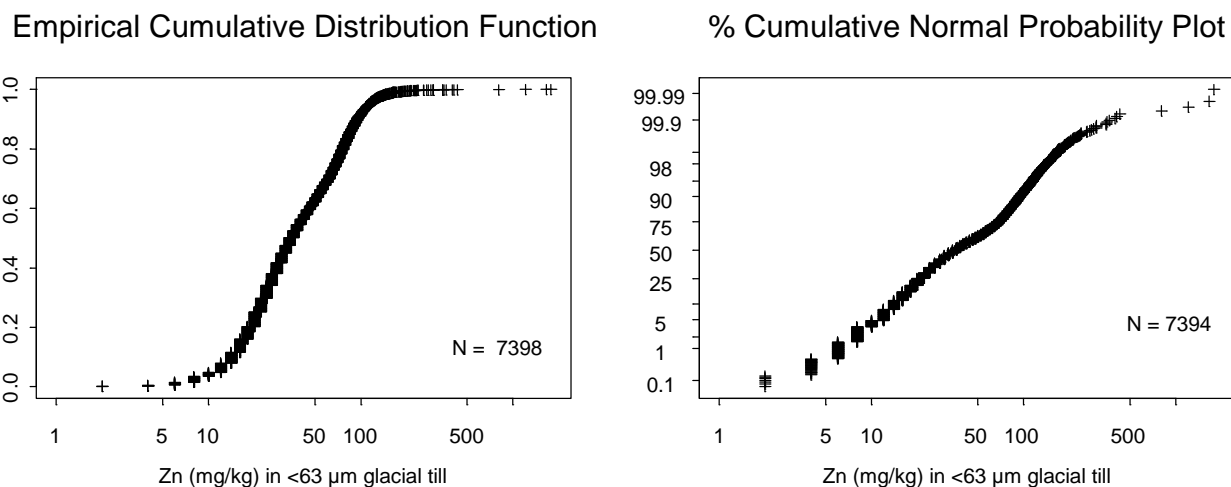 Empirical Cumulative Distribution Function
1.0
0.8
0.6
0.4
0.2
0.0
N = 7398
1 5 10 50 100 500
Zn (mg/kg) in <63 µm glacial till
% Cumulative Normal Probability Plot
99.99
99.9
98
90
75
50
25
5
1
0.1
N = 7394
1 5 10 50 100 500
Zn (mg/kg) in <63 µm glacial till